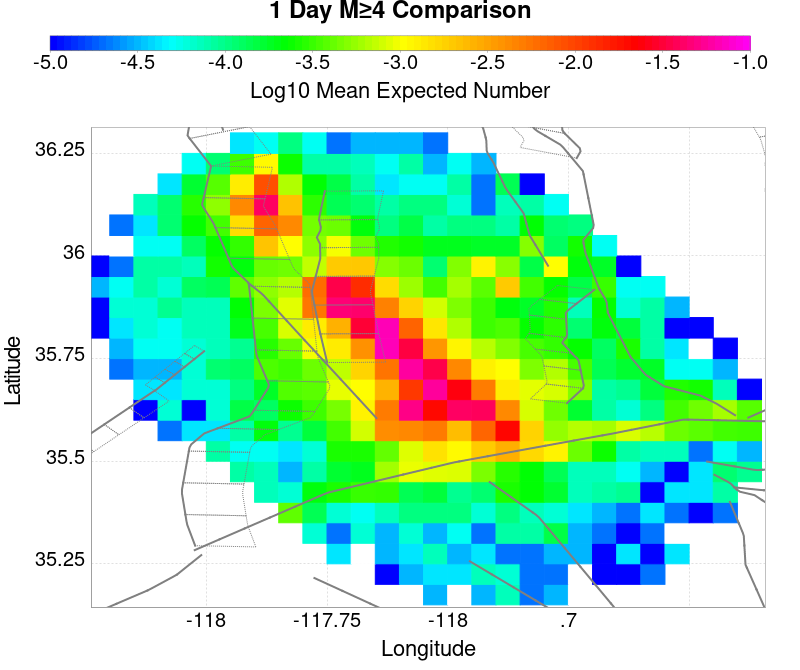 1 Day M≥4 Comparison
-5.0 -4.5 -4.0 -3.5 -3.0 -2.5 -2.0 -1.5 -1.0
Log10 Mean Expected Number
36.25
36
35.75
35.5
35.25
Latitude
-118 -117.75 -118 .7
Longitude